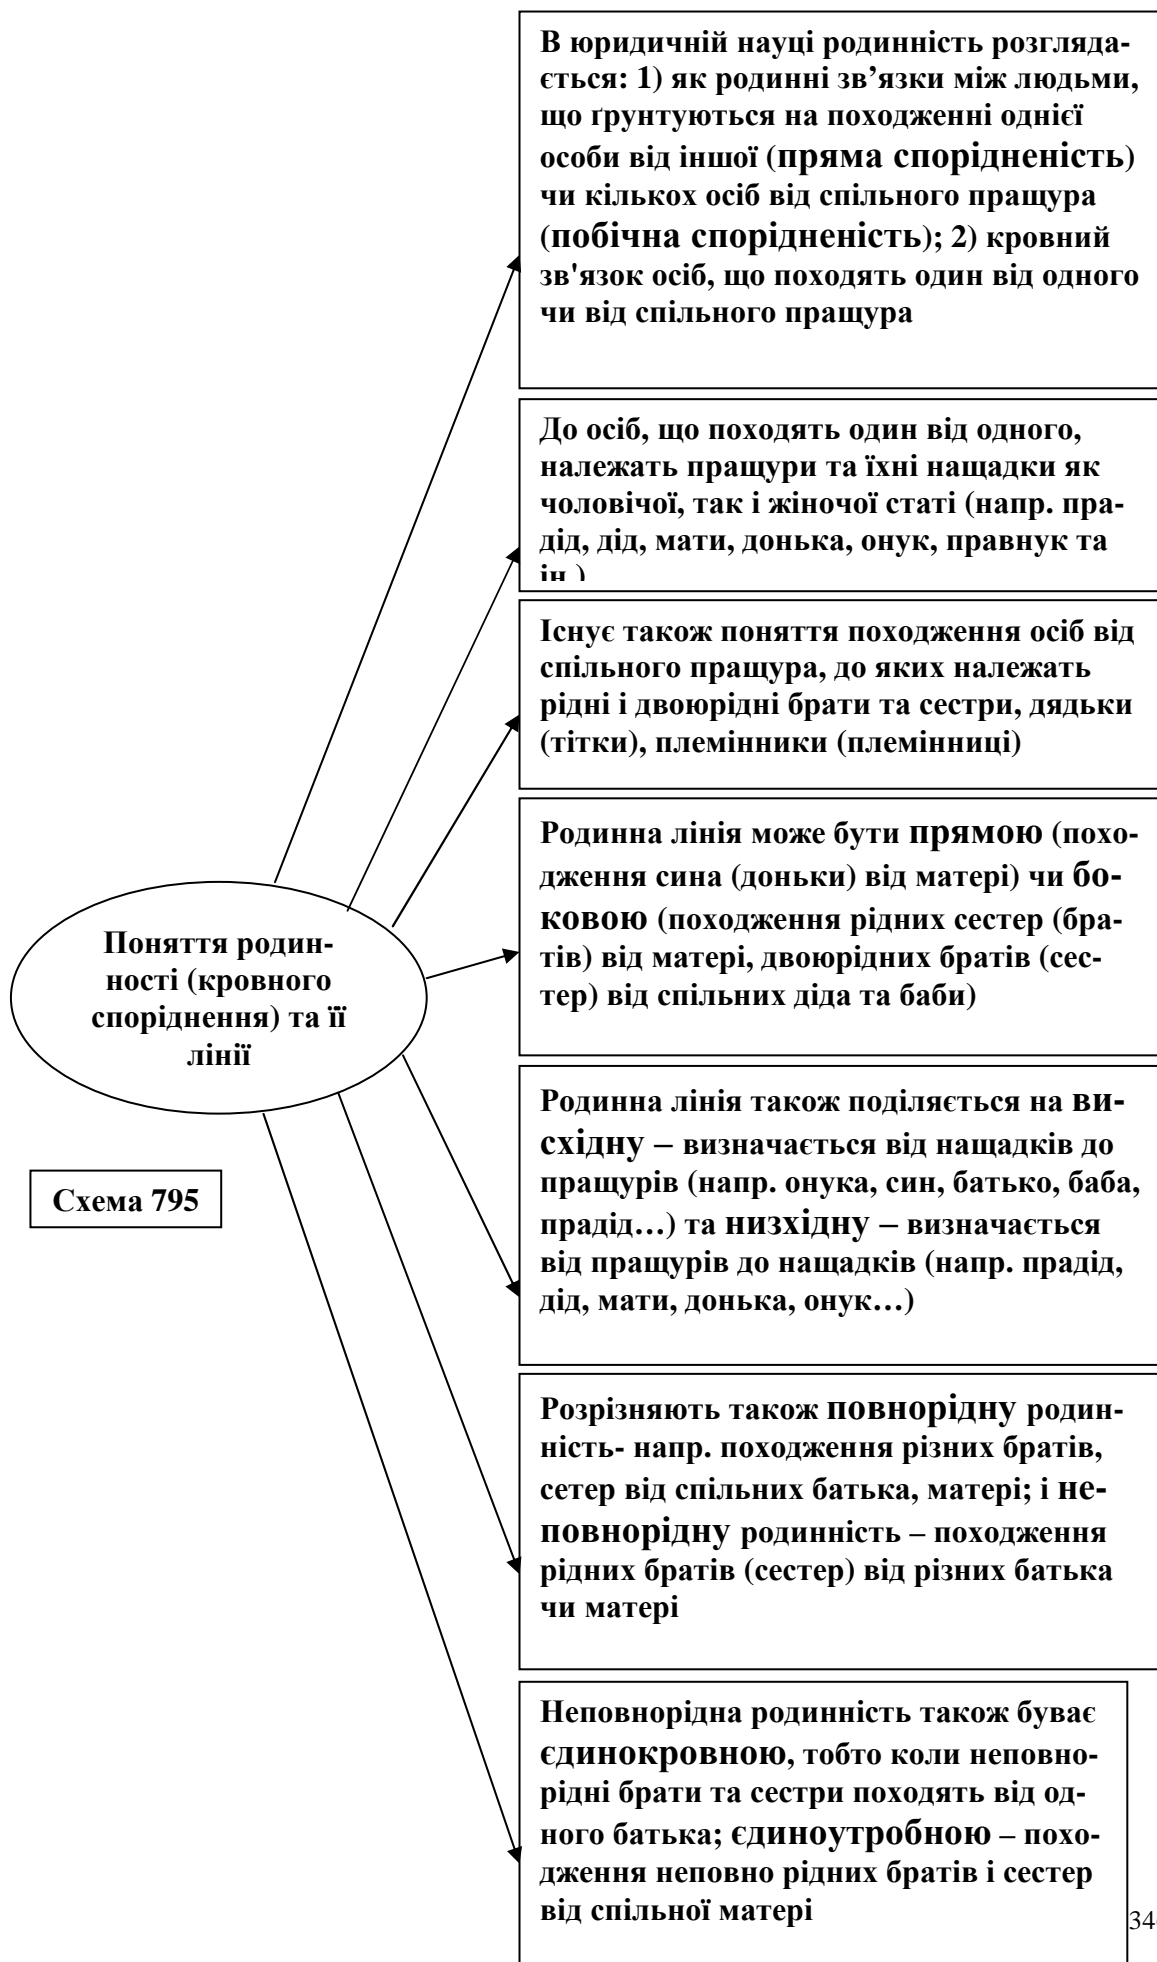 В юридичній науці родинність розгляда-
ється: 1) як родинні зв’язки між людьми,
що ґрунтуються на походженні однієї
особи від іншої (пряма спорідненість)
чи кількох осіб від спільного пращура
(побічна спорідненість); 2) кровний
зв'язок осіб, що походять один від одного
чи від спільного пращура
До осіб, що походять один від одного,
належать пращури та їхні нащадки як
чоловічої, так і жіночої статі (напр. пра-
дід, дід, мати, донька, онук, правнук та
ін.)
Існує також поняття походження осіб від
спільного пращура, до яких належать
рідні і двоюрідні брати та сестри, дядьки
(тітки), племінники (племінниці)
Родинна лінія може бути прямою (похо-
дження сина (доньки) від матері) чи бо-
ковою (походження рідних сестер (бра-
тів) від матері, двоюрідних братів (сес-
тер) від спільних діда та баби)
Поняття родин-
ності (кровного
споріднення) та її
лінії
Родинна лінія також поділяється на ви-
східну – визначається від нащадків до
пращурів (напр. онука, син, батько, баба,
прадід…) та низхідну – визначається
від пращурів до нащадків (напр. прадід,
дід, мати, донька, онук…)
Схема 795
Розрізняють також повнорідну родин-
ність- напр. походження різних братів,
сетер від спільних батька, матері; і не-
повнорідну родинність – походження
рідних братів (сестер) від різних батька
чи матері
Неповнорідна родинність також буває
єдинокровною, тобто коли неповно-
рідні брати та сестри походять від од-
ного батька; єдиноутробною – похо-
дження неповно рідних братів і сестер
від спільної матері